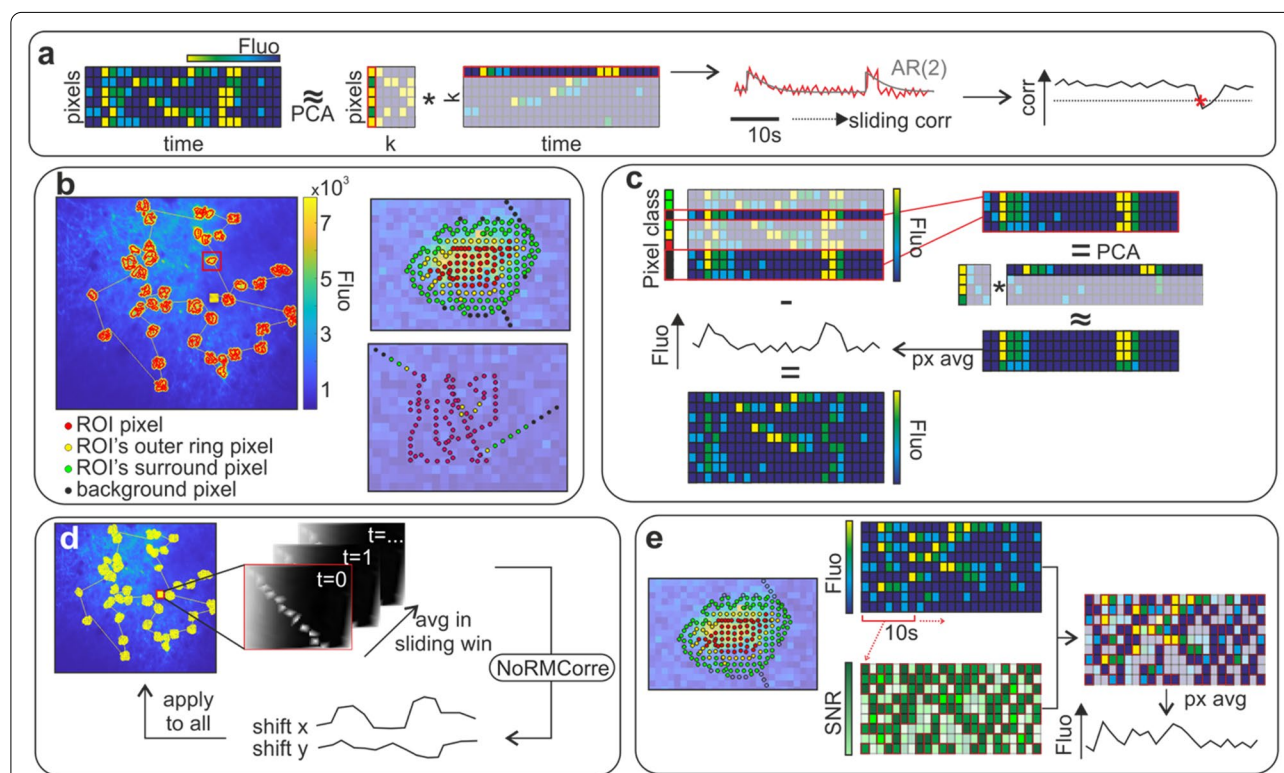 a
Fluo
pixels
time
≈
PCA
pixels
k
*
k
time
AR(2)
10s
sliding corr
corr
*
b
x10³
7
5
3
1
Fluo
ROI pixel
ROI's outer ring pixel
ROI's surround pixel
background pixel
c
Pixel class
Fluo
= PCA
*
≈
px avg
-
Fluo
=
Fluo
d
t=...
t=1
t=0
avg in
sliding win
NoRMCorre
apply
to all
shift x
shift y
e
Fluo
10s
SNR
px avg
Fluo